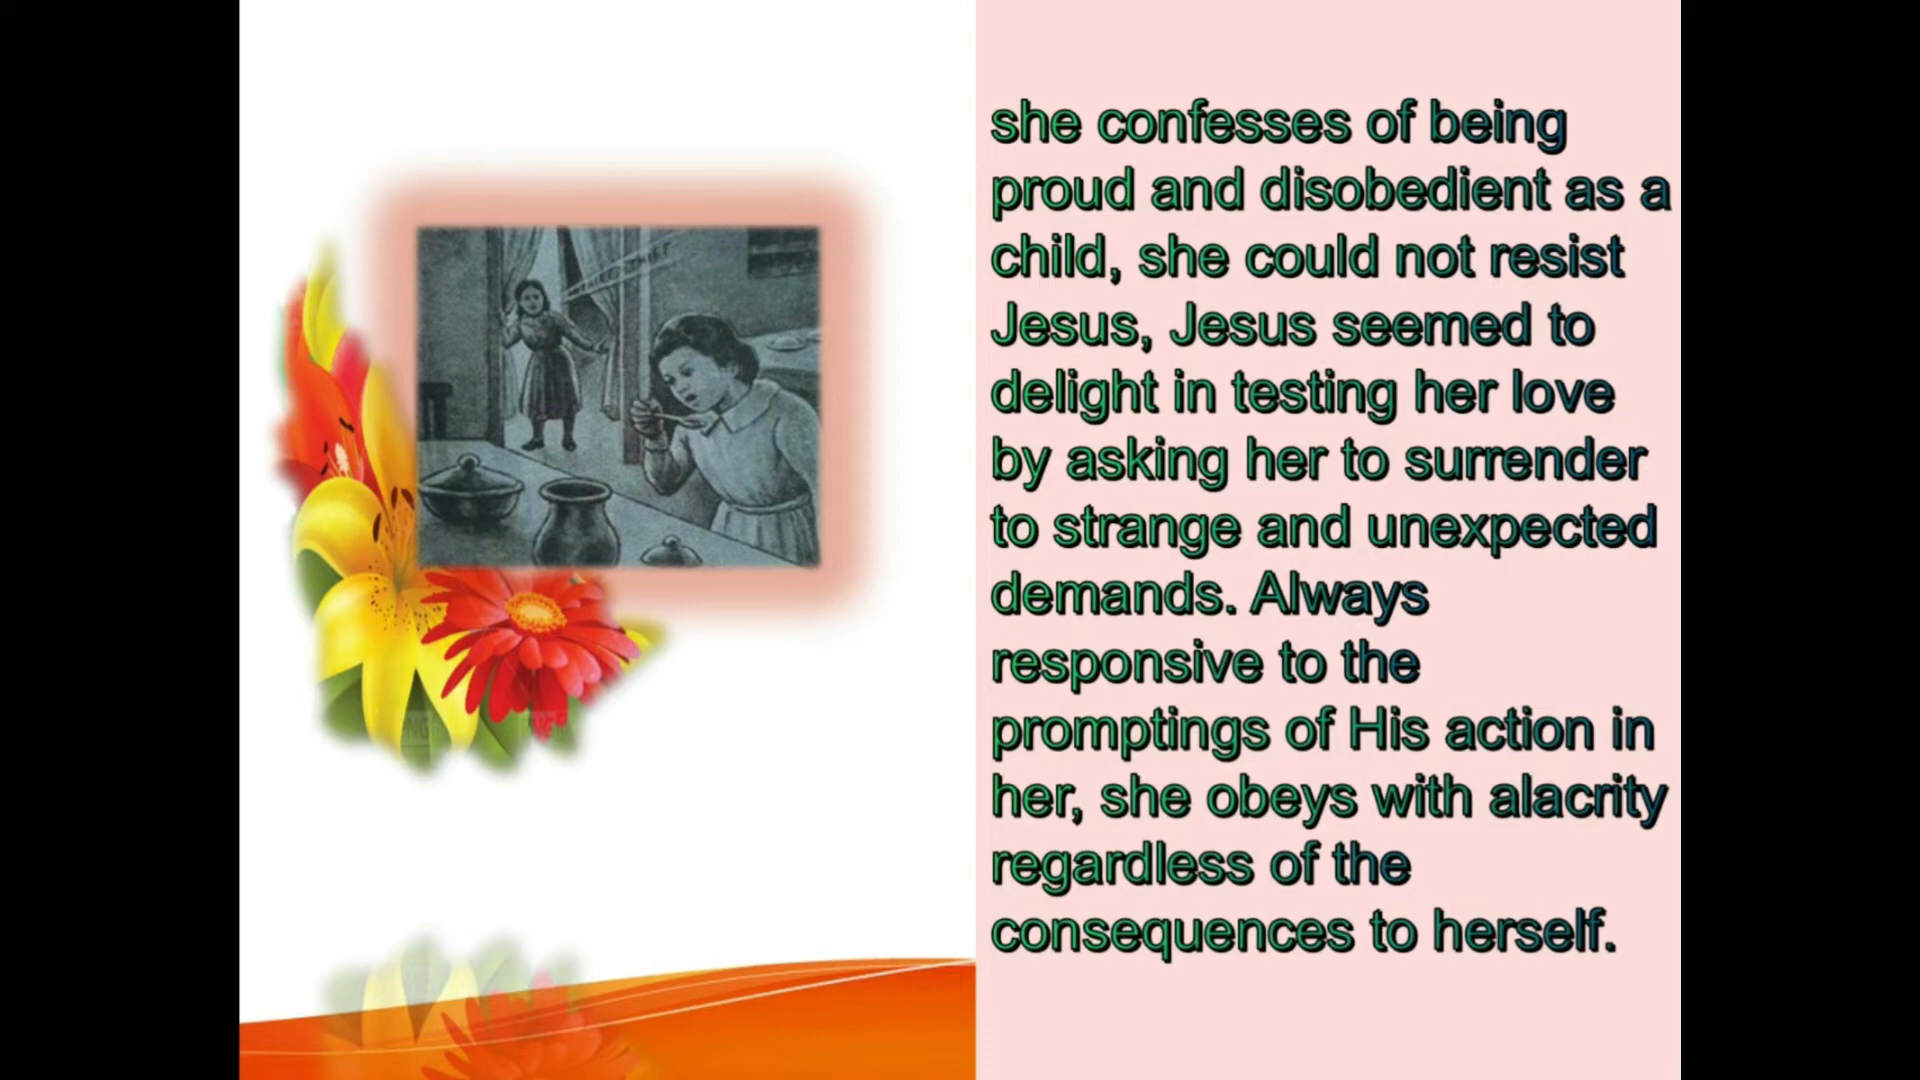 she confesses of being
proud and disobedient as a
child, she could not resist
Jesus, Jesus seemed to
delight in testing her love
by asking her to surrender
to strange and unexpected
demands. Always
responsive to the
promptings of His action in
her, she obeys with alacrity
regardless of the
consequences to herself.